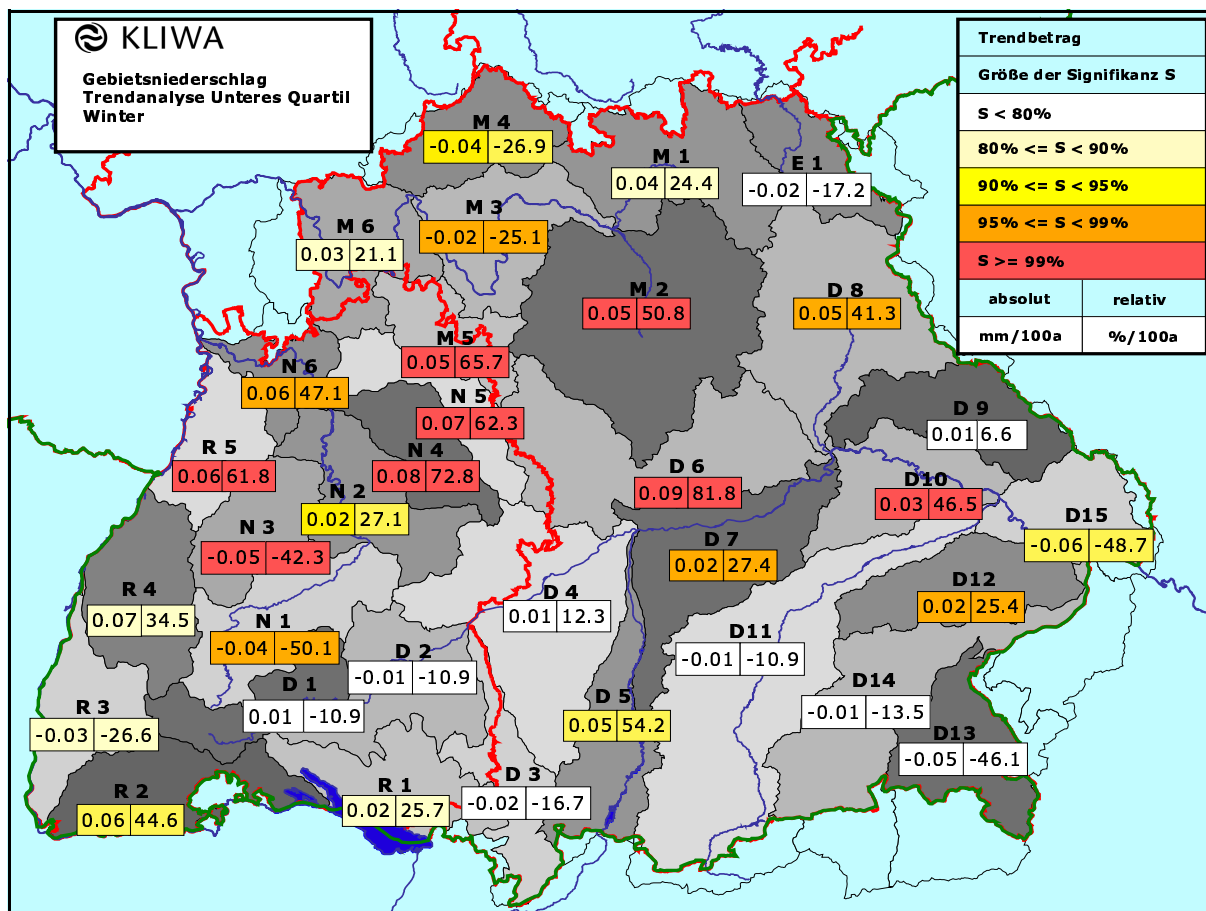 KLIWA
Gebietsniederschlag
Trendanalyse Unteres Quartil
Winter
Trendbetrag
Größe der Signifikanz S
S < 80%
80% <= S < 90%
90% <= S < 95%
95% <= S < 99%
S >= 99%
absolut relativ
mm/100a %/100a
M 4
-0.04 -26.9
M 1
0.04 24.4
E 1
-0.02 -17.2
M 3
-0.02 -25.1
M 6
0.03 21.1
M 2
0.05 50.8
D 8
0.05 41.3
M 5
0.05 65.7
N 6
0.06 47.1
N 5
0.07 62.3
D 9
0.01 6.6
R 5
0.06 61.8
N 4
0.08 72.8
D 6
0.09 81.8
D10
0.03 46.5
N 2
0.02 27.1
D15
-0.06 -48.7
N 3
-0.05 -42.3
D 7
0.02 27.4
R 4
0.07 34.5
D 4
0.01 12.3
D12
0.02 25.4
N 1
-0.04 -50.1
D 2
-0.01 -10.9
D11
-0.01 -10.9
D 1
0.01 -10.9
D14
-0.01 -13.5
R 3
-0.03 -26.6
D 5
0.05 54.2
D13
-0.05 -46.1
R 2
0.06 44.6
R 1
0.02 25.7
D 3
-0.02 -16.7